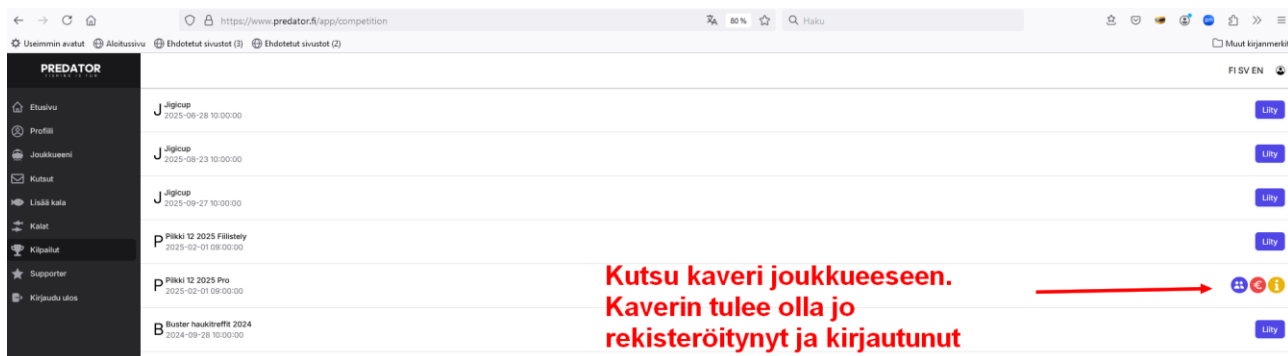 https://www.predator.fi/app/competition
80 %
Haku
Useimmin avatut
Aloitussivu
Ehdotetut sivustot (3)
Ehdotetut sivustot (2)
Muut kirjanmerkit
PREDATOR
FISHING IS FUN
FI SV EN
Etusivu
Profiili
Joukkueeni
Kutsut
Lisää kala
Kalat
Kilpailut
Supporter
Kirjaudu ulos
J Jigicup
2025-06-28 10:00:00
Liity
J Jigicup
2025-08-23 10:00:00
Liity
J Jigicup
2025-09-27 10:00:00
Liity
P Pilkki 12 2025 Fiilistely
2025-02-01 09:00:00
Liity
P Pilkki 12 2025 Pro
2025-02-01 09:00:00
Kutsu kaveri joukkueeseen.
Kaverin tulee olla jo
rekisteröitynyt ja kirjautunut
B Buster haukitreffit 2024
2024-09-28 10:00:00
Liity